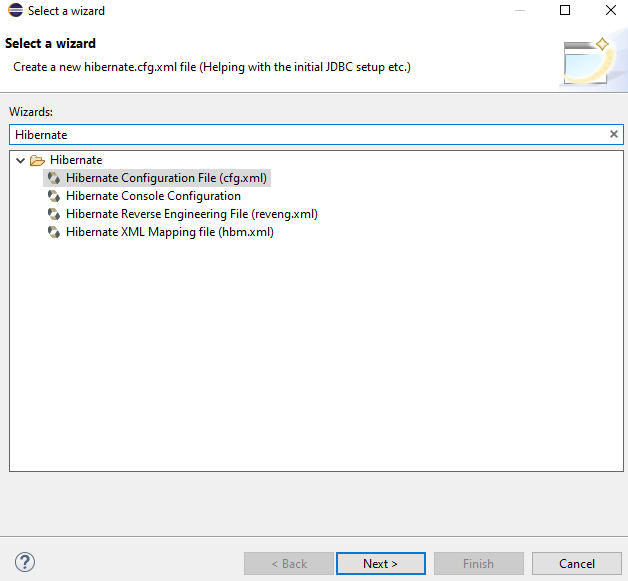 Select a wizard
Select a wizard
Create a new hibernate.cfg.xml file (Helping with the initial JDBC setup etc.)
Wizards:
Hibernate
Hibernate
Hibernate Configuration File (cfg.xml)
Hibernate Console Configuration
Hibernate Reverse Engineering File (reveng.xml)
Hibernate XML Mapping file (hbm.xml)
? < Back Next > Finish Cancel